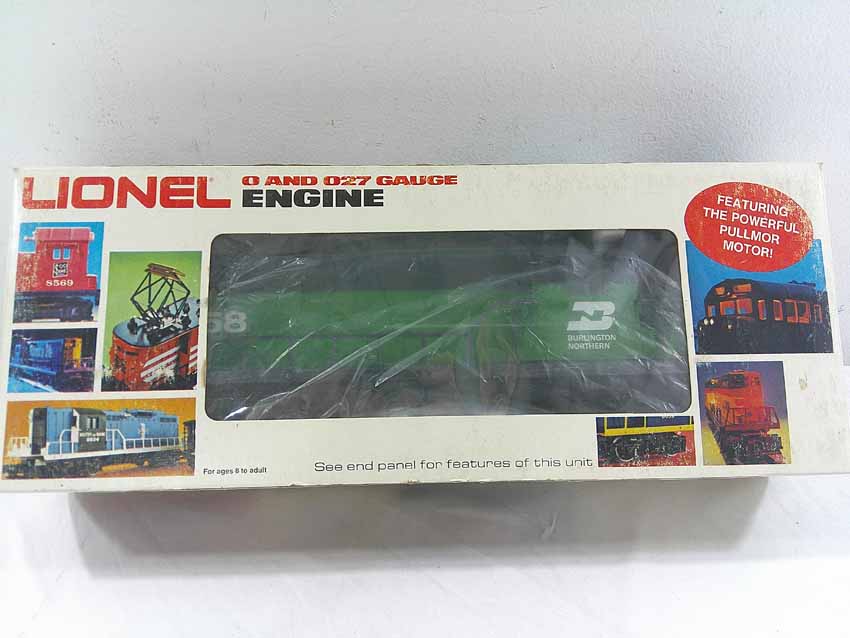 LIONEL
O AND O27 GAUGE
ENGINE
FEATURING
THE POWERFUL
PULLMOR
MOTOR!
8569
58
BURLINGTON
NORTHERN
For ages 8 to adult
See end panel for features of this unit